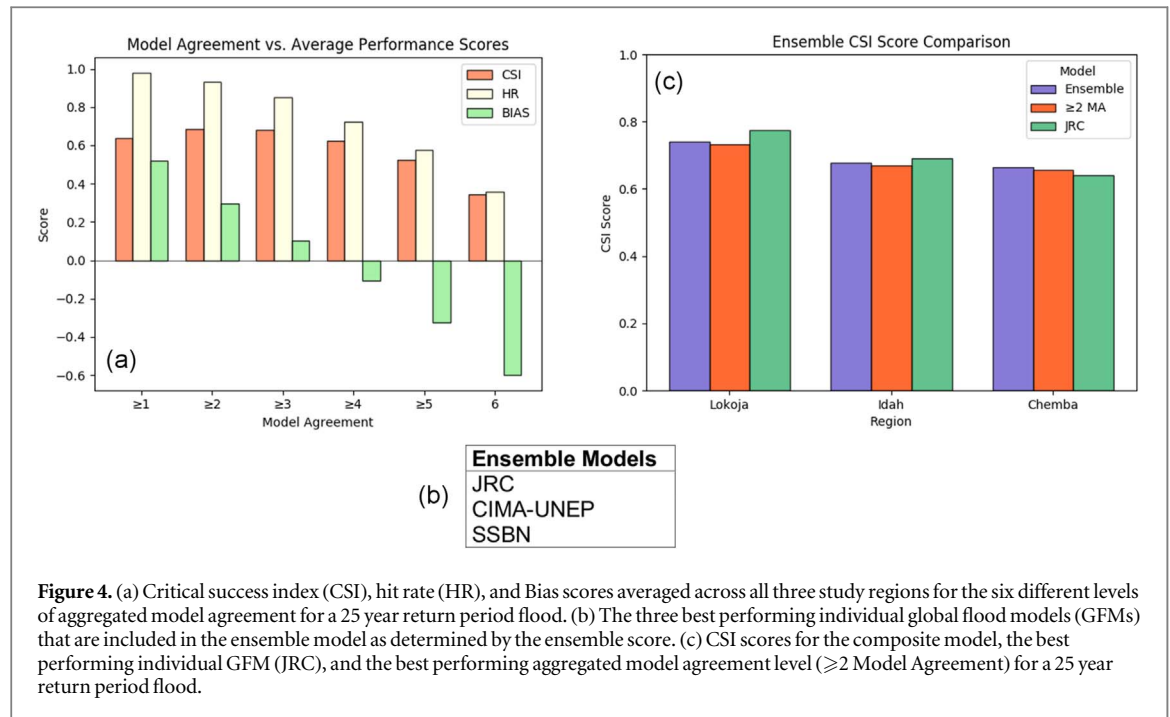 Model Agreement vs. Average Performance Scores
CSI
HR
BIAS
1.0
0.8
0.6
0.4
0.2
0.0
−0.2
−0.4
−0.6
Score
(a)
≥1 ≥2 ≥3 ≥4 ≥5 6
Model Agreement
Ensemble CSI Score Comparison
(c)
Model
Ensemble
≥2 MA
JRC
1.0
0.8
0.6
0.4
0.2
0.0
CSI Score
Lokoja Idah Chemba
Region
(b)
Ensemble Models
JRC
CIMA-UNEP
SSBN
Figure 4. (a) Critical success index (CSI), hit rate (HR), and Bias scores averaged across all three study regions for the six different levels
of aggregated model agreement for a 25 year return period flood. (b) The three best performing individual global flood models (GFMs)
that are included in the ensemble model as determined by the ensemble score. (c) CSI scores for the composite model, the best
performing individual GFM (JRC), and the best performing aggregated model agreement level (⩾2 Model Agreement) for a 25 year
return period flood.